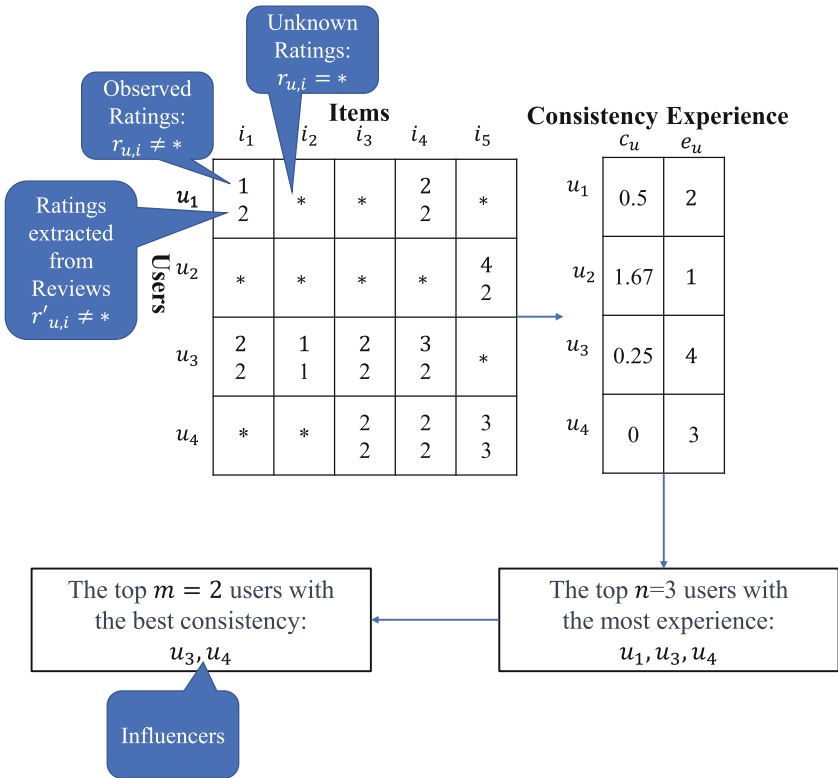 Unknown
Ratings:
r_{u,i} = *
Observed
Ratings:
r_{u,i} ≠ *
Ratings
extracted
from
Reviews
r'_{u,i} ≠ *
Items
i_1 i_2 i_3 i_4 i_5
Users
u_1
1 * * 2 *
2 2
u_2
* * * * 4
2
u_3
2 1 2 3 *
2 1 2 2
u_4
* * 2 2 3
2 2 3
Consistency Experience
c_u e_u
u_1 0.5 2
u_2 1.67 1
u_3 0.25 4
u_4 0 3
The top n=3 users with
the most experience:
u_1, u_3, u_4
The top m = 2 users with
the best consistency:
u_3, u_4
Influencers